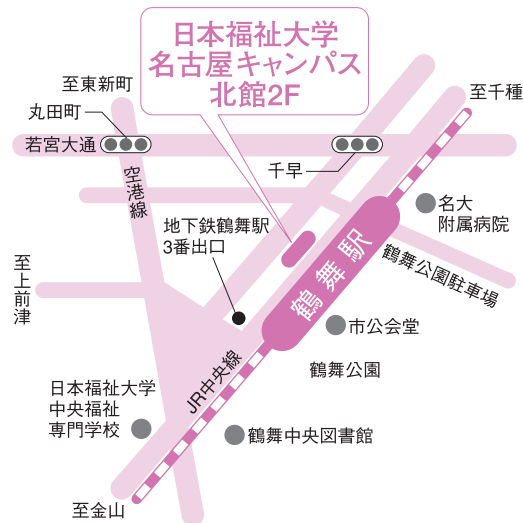 日本福祉大学
名古屋キャンパス
北館2F
至東新町
至千種
丸田町
若宮大通
千早
空港線
名大
附属病院
地下鉄鶴舞駅
3番出口
至上前津
鶴舞駅
鶴舞公園駐車場
市公会堂
鶴舞公園
JR中央線
日本福祉大学
中央福祉
専門学校
鶴舞中央図書館
至金山